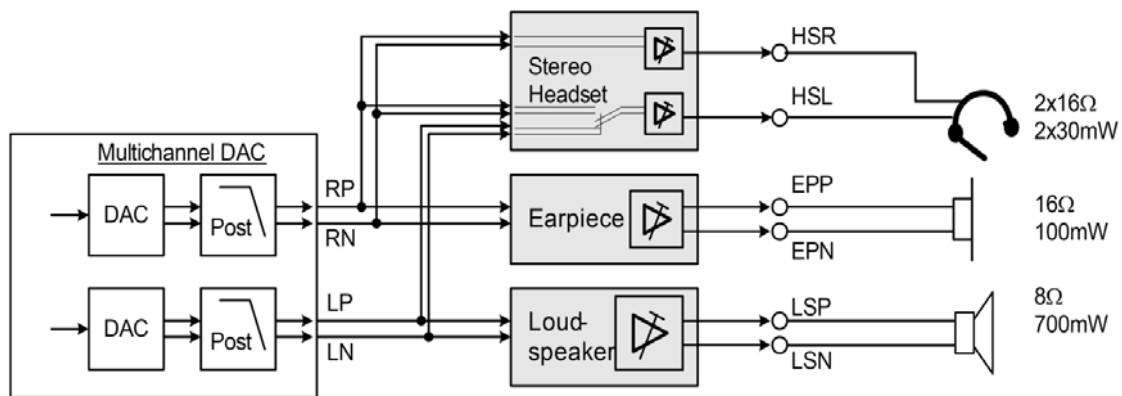 Multichannel DAC
DAC
Post
RP
RN
DAC
Post
LP
LN
Stereo
Headset
HSR
HSL
2x16Ω
2x30mW
Earpiece
EPP
EPN
16Ω
100mW
Loud-
speaker
LSP
LSN
8Ω
700mW